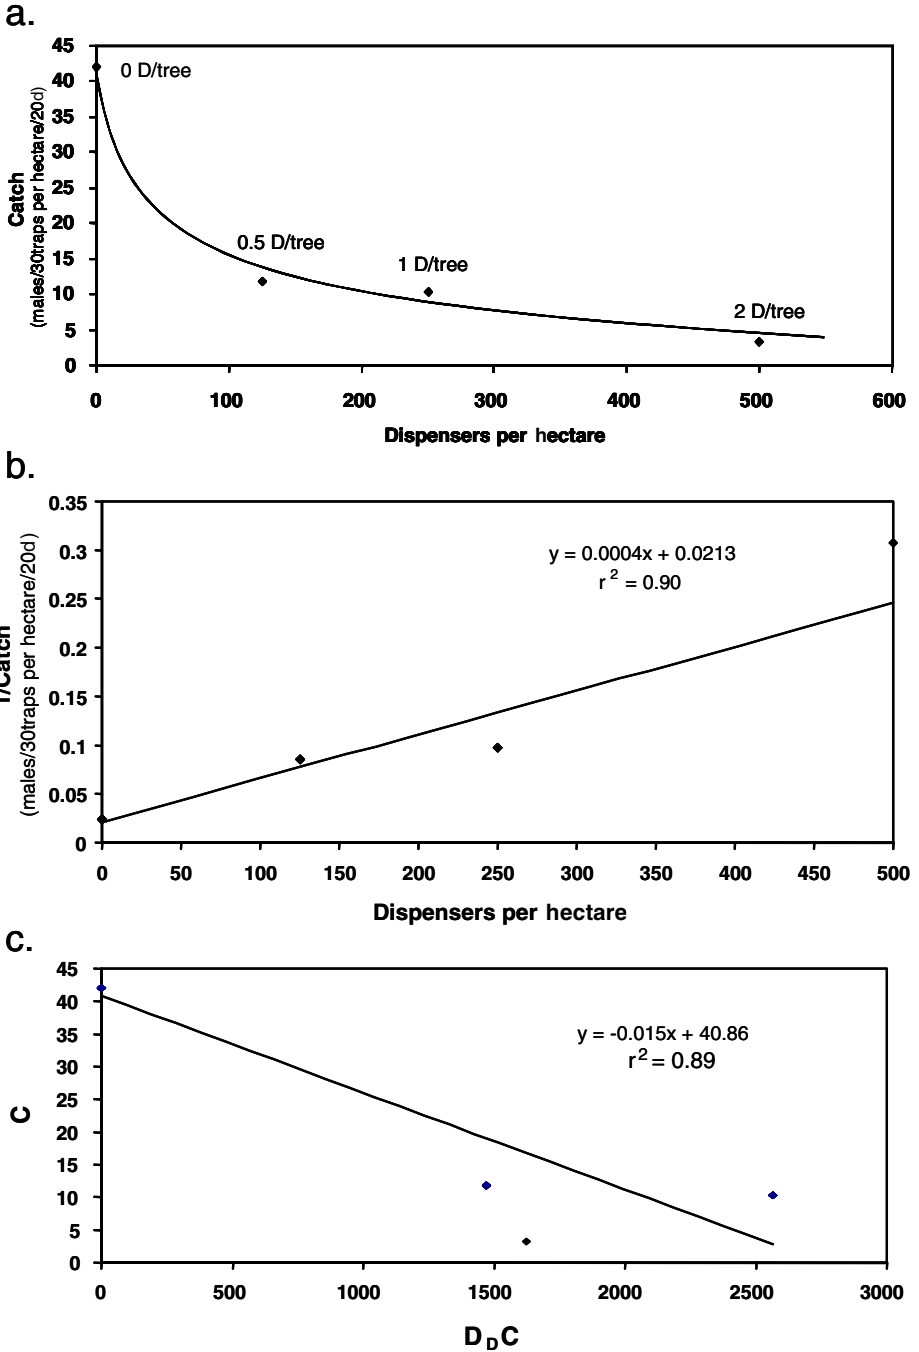 a.
45
40
35
30
25
20
15
10
5
0
Catch
(males/30traps per hectare/20d)
0 D/tree
0.5 D/tree
1 D/tree
2 D/tree
0 100 200 300 400 500 600
Dispensers per hectare
b.
0.35
0.3
0.25
0.2
0.15
0.1
0.05
0
(males/30traps per hectare/20d)
y = 0.0004x + 0.0213
r 2 = 0.90
0 50 100 150 200 250 300 350 400 450 500
Dispensers per hectare
c.
45
40
35
30
25
20
15
10
5
0
C
y = -0.015x + 40.86
r2 = 0.89
0 500 1000 1500 2000 2500 3000
DDC